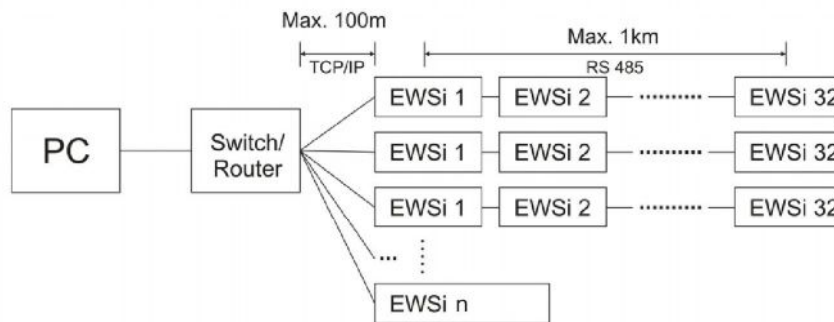 Max. 100m
Max. 1km
TCP/IP
RS 485
PC
Switch/
Router
EWSi 1
EWSi 2
..........
EWSi 32
EWSi 1
EWSi 2
..........
EWSi 32
EWSi 1
EWSi 2
..........
EWSi 32
...
EWSi n